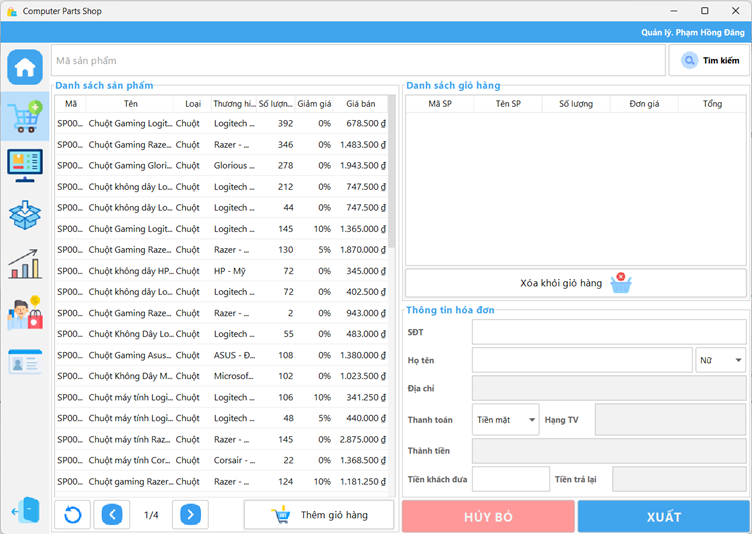 Computer Parts Shop
Quản lý. Phạm Hồng Đăng
Mã sản phẩm
Tìm kiếm
Danh sách sản phẩm
Mã Tên Loại Thương hi... Số lượn... Giảm giá Giá bán
SP00... Chuột Gaming Logit... Chuột Logitech ... 392 0% 678.500 ₫
SP00... Chuột Gaming Raze... Chuột Razer - ... 346 0% 1.483.500 ₫
SP00... Chuột Gaming Glori... Chuột Glorious ... 278 0% 1.943.500 ₫
SP00... Chuột không dây Lo... Chuột Logitech ... 212 0% 747.500 ₫
SP00... Chuột không dây Lo... Chuột Logitech ... 44 0% 747.500 ₫
SP00... Chuột Gaming Logit... Chuột Logitech ... 145 10% 1.365.000 ₫
SP00... Chuột Gaming Raze... Chuột Razer - ... 130 5% 1.870.000 ₫
SP00... Chuột không dây HP... Chuột HP - Mỹ 72 0% 345.000 ₫
SP00... Chuột không dây Lo... Chuột Logitech ... 72 0% 402.500 ₫
SP00... Chuột Gaming Raze... Chuột Razer - ... 2 0% 943.000 ₫
SP00... Chuột Không Dây Lo... Chuột Logitech ... 55 0% 483.000 ₫
SP00... Chuột Gaming Asus... Chuột ASUS - Đ... 108 0% 1.380.000 ₫
SP00... Chuột Không Dây M... Chuột Microsof... 102 0% 1.023.500 ₫
SP00... Chuột máy tính Logi... Chuột Logitech ... 106 10% 341.250 ₫
SP00... Chuột máy tính Logi... Chuột Logitech ... 48 5% 440.000 ₫
SP00... Chuột máy tính Raz... Chuột Razer - ... 145 0% 2.875.000 ₫
SP00... Chuột máy tính Cor... Chuột Corsair - ... 22 0% 1.368.500 ₫
SP00... Chuột gaming Razer... Chuột Razer - ... 124 10% 1.181.250 ₫
1/4
Thêm giỏ hàng
Danh sách giỏ hàng
Mã SP Tên SP Số lượng Đơn giá Tổng
Xóa khỏi giỏ hàng
Thông tin hóa đơn
SĐT
Họ tên Nữ
Địa chỉ
Thanh toán Tiền mặt Hạng TV
Thành tiền
Tiền khách đưa Tiền trả lại
HỦY BỎ
XUẤT